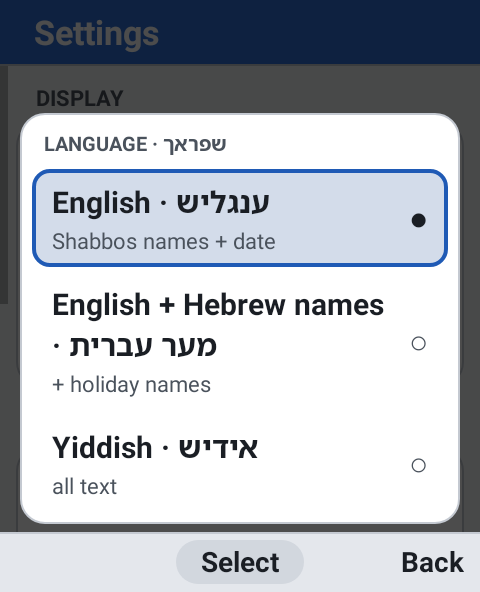 Settings
DISPLAY
LANGUAGE · שפראך
English · ענגליש
Shabbos names + date
English + Hebrew names
· מער עברית
+ holiday names
Yiddish · אידיש
all text
Select
Back